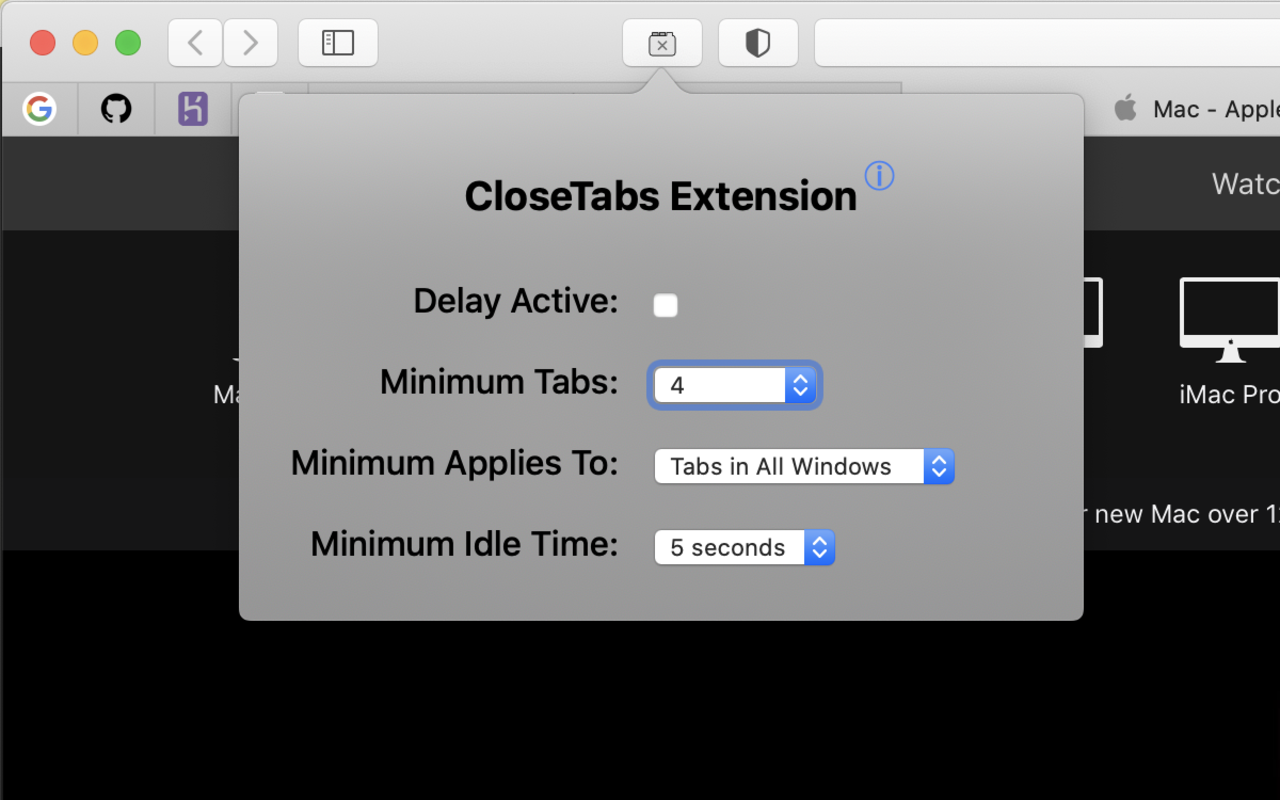 Mac - Apple
Watc
CloseTabs Extension
Delay Active:
Minimum Tabs: 4
Minimum Applies To: Tabs in All Windows
Minimum Idle Time: 5 seconds
Ma
iMac Pro
r new Mac over 1